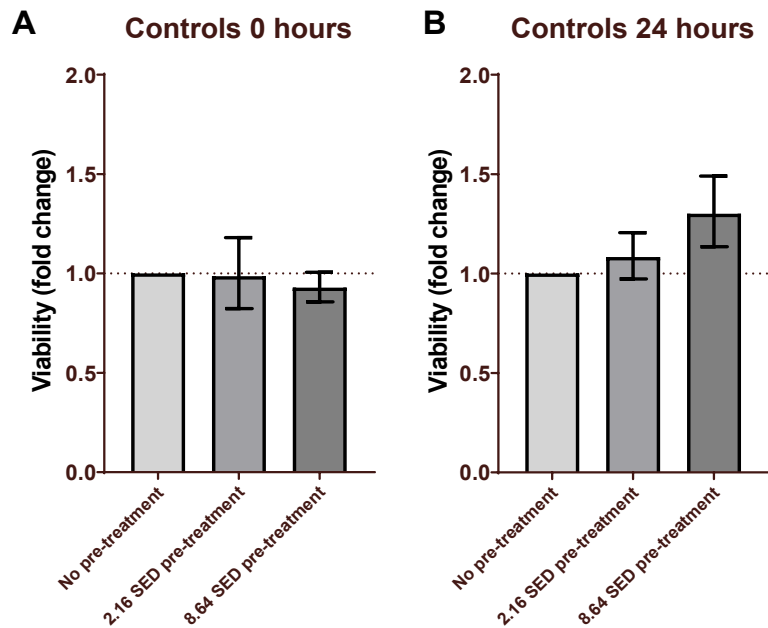 A
Controls 0 hours
Viability (fold change)
2.0
1.5
1.0
0.5
0.0
No pre-treatment
2.16 SED pre-treatment
8.64 SED pre-treatment
B
Controls 24 hours
Viability (fold change)
2.0
1.5
1.0
0.5
0.0
No pre-treatment
2.16 SED pre-treatment
8.64 SED pre-treatment